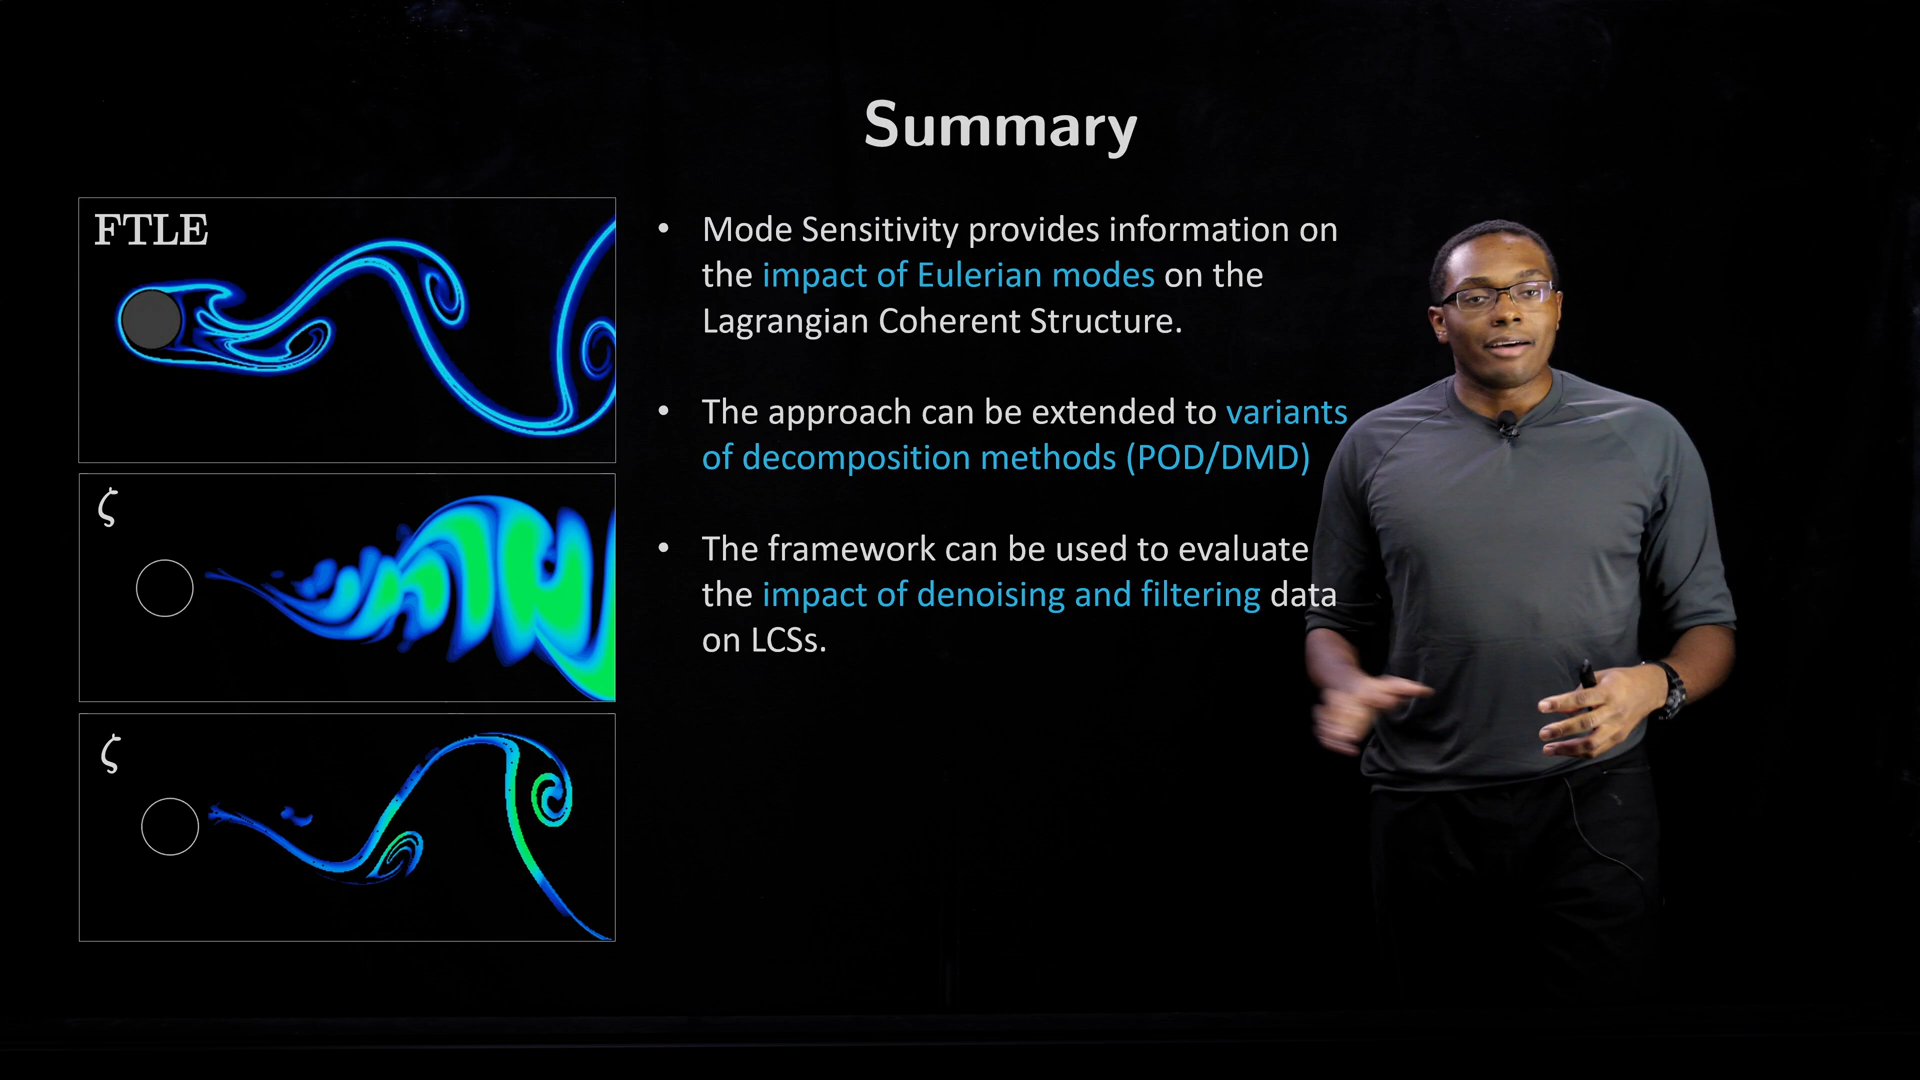 Summary
FTLE
ζ
ζ
• Mode Sensitivity provides information on
the impact of Eulerian modes on the
Lagrangian Coherent Structure.
• The approach can be extended to variants
of decomposition methods (POD/DMD)
• The framework can be used to evaluate
the impact of denoising and filtering data
on LCSs.